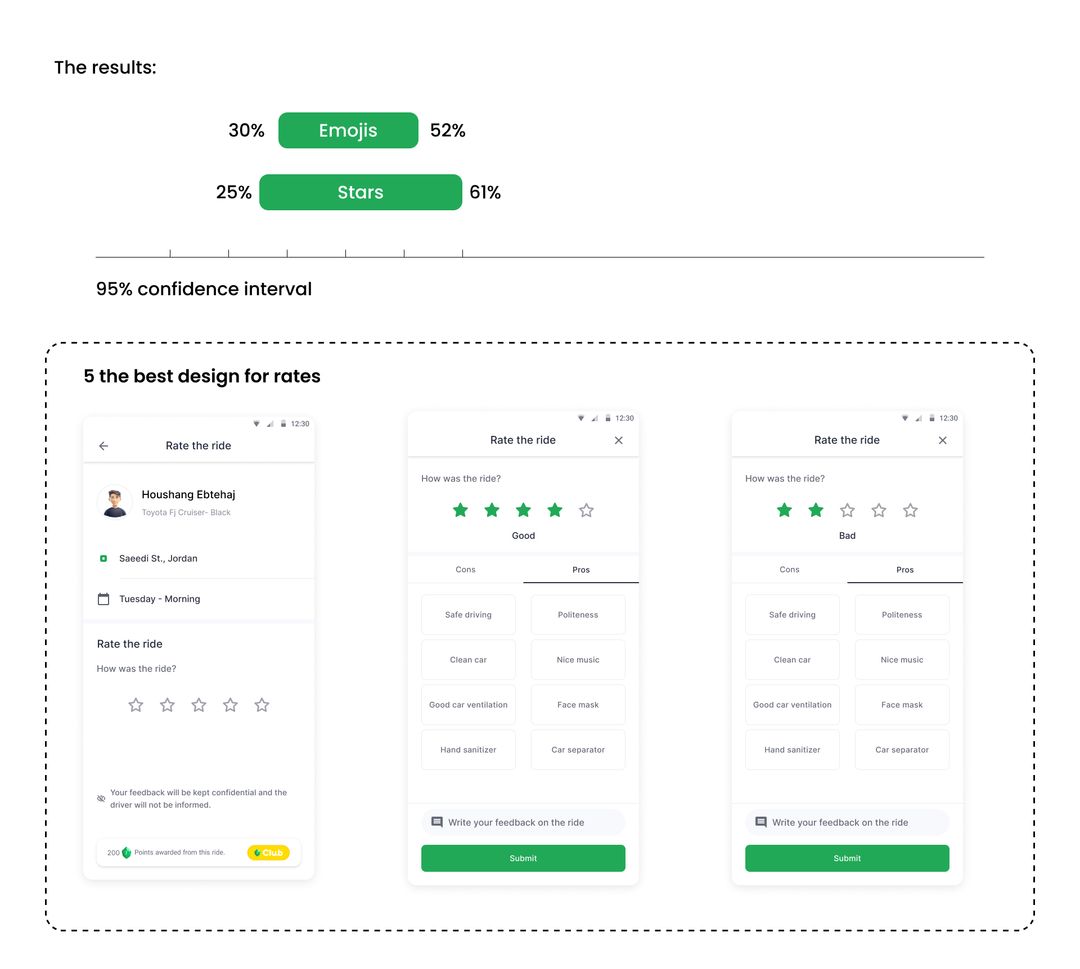 The results:
30% Emojis 52%
25% Stars 61%
95% confidence interval
5 the best design for rates
12:30
Rate the ride
Houshang Ebtehaj
Toyota Fj Cruiser- Black
Saeedi St., Jordan
Tuesday - Morning
Rate the ride
How was the ride?
Your feedback will be kept confidential and the
driver will not be informed.
200 Points awarded from this ride. Club
12:30
Rate the ride
How was the ride?
Good
Cons Pros
Safe driving Politeness
Clean car Nice music
Good car ventilation Face mask
Hand sanitizer Car separator
Write your feedback on the ride
Submit
12:30
Rate the ride
How was the ride?
Bad
Cons Pros
Safe driving Politeness
Clean car Nice music
Good car ventilation Face mask
Hand sanitizer Car separator
Write your feedback on the ride
Submit